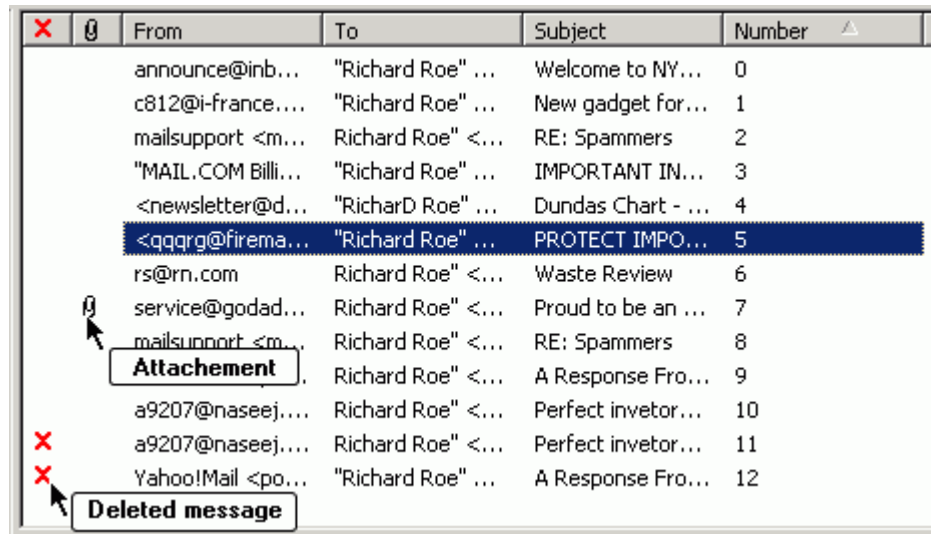 From To Subject Number
announce@inb... "Richard Roe" ... Welcome to NY... 0
c812@i-france.... "Richard Roe" ... New gadget for... 1
mailsupport <m... Richard Roe" <... RE: Spammers 2
"MAIL.COM Billi... "Richard Roe" ... IMPORTANT IN... 3
<newsletter@d... "RicharD Roe" ... Dundas Chart - ... 4
<qqqrg@firema... "Richard Roe" ... PROTECT IMPO... 5
rs@rn.com Richard Roe" <... Waste Review 6
service@godad... Richard Roe" <... Proud to be an ... 7
mailsupport <m... Richard Roe" <... RE: Spammers 8
Attachement
Richard Roe" <... A Response Fro... 9
a9207@naseej.... Richard Roe" <... Perfect invetor... 10
a9207@naseej.... Richard Roe" <... Perfect invetor... 11
Yahoo!Mail <po... "Richard Roe" ... A Response Fro... 12
Deleted message